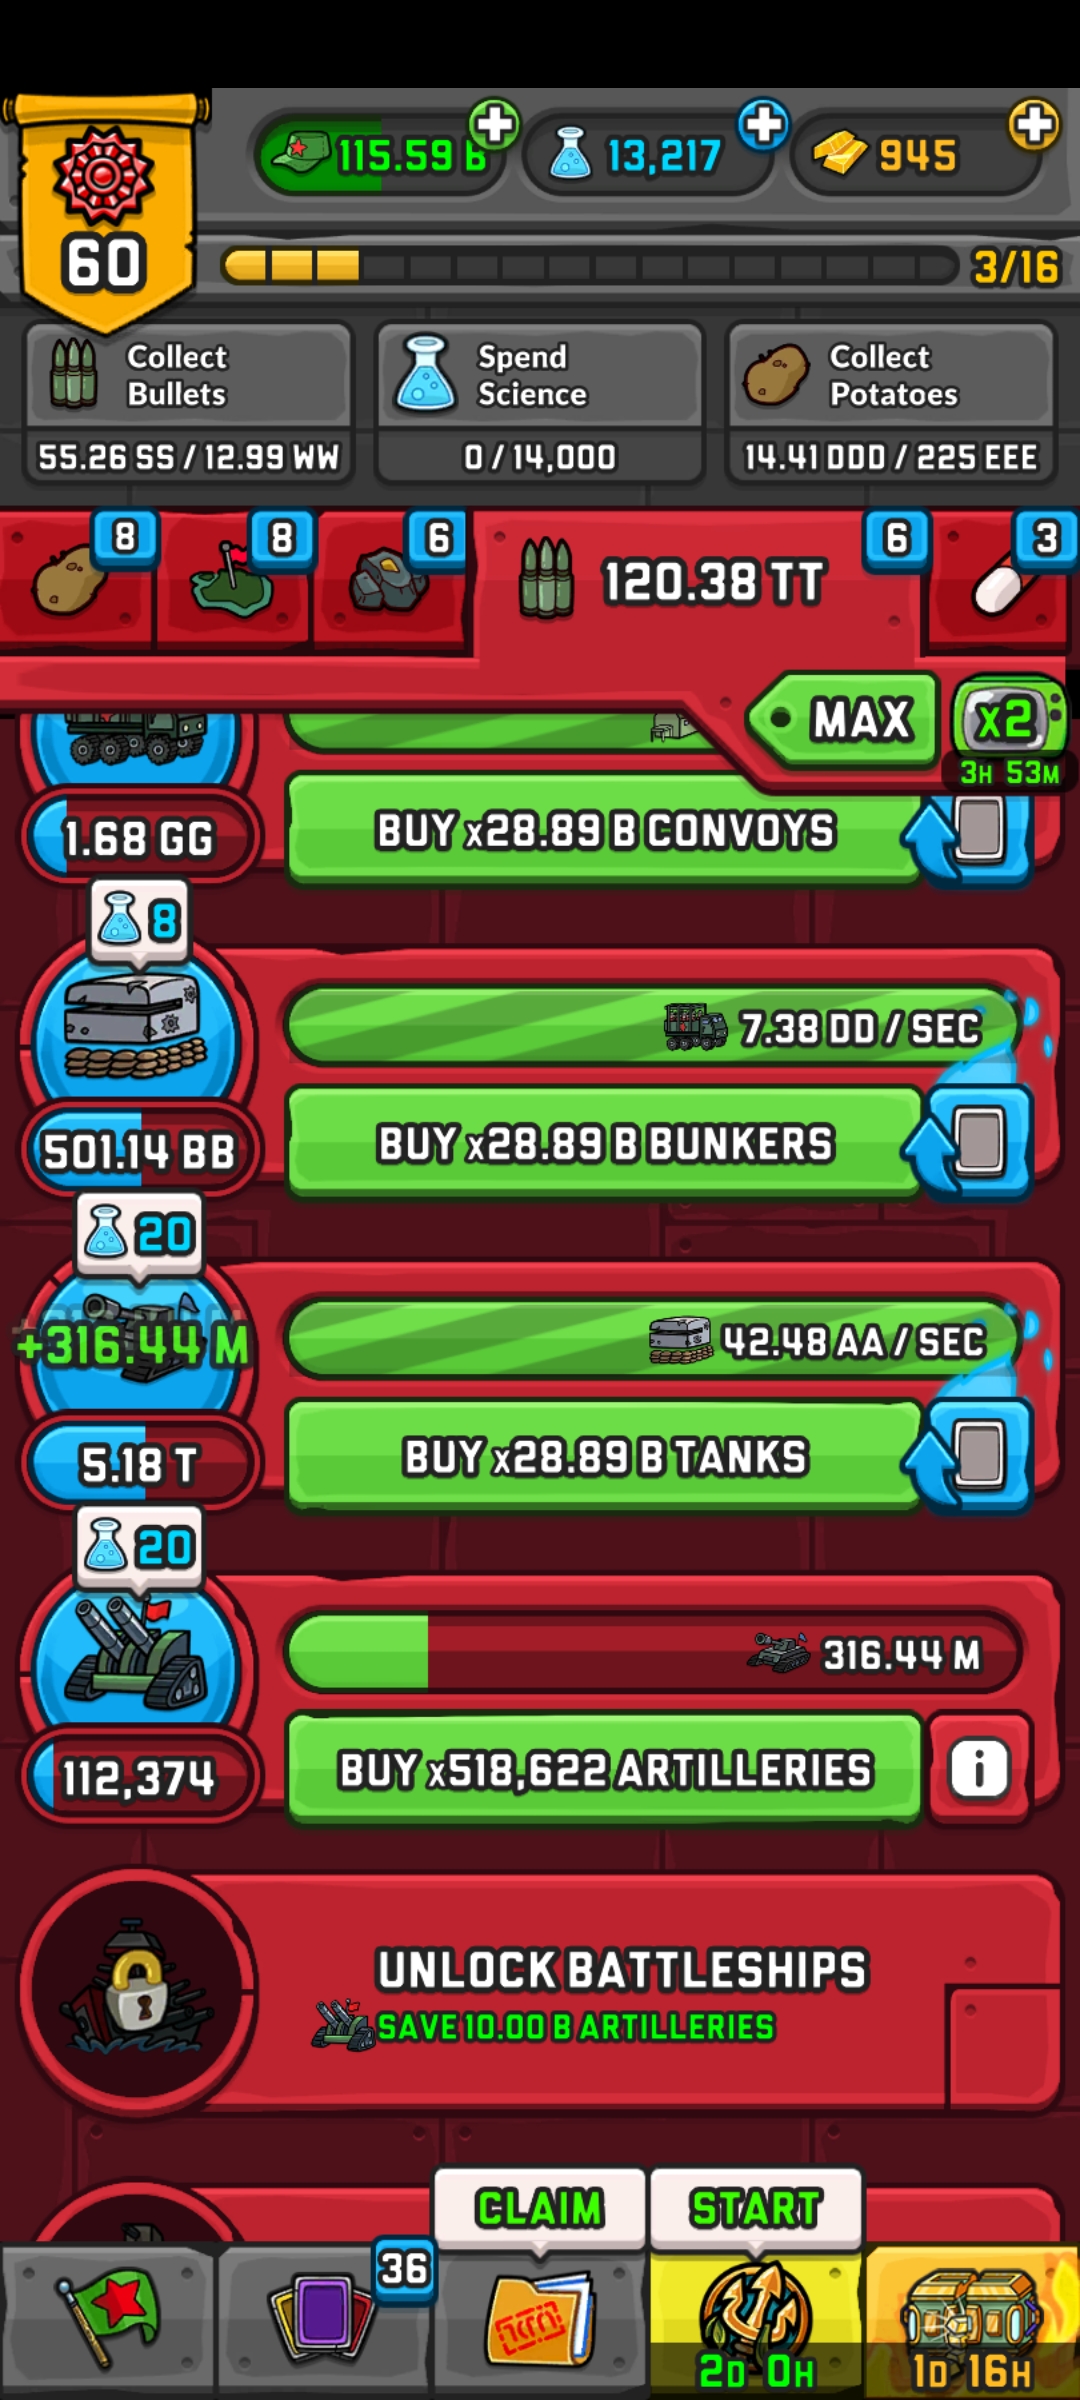 115.59 B
13,217
945
60
3/16
Collect
Bullets
55.26 SS / 12.99 WW
Spend
Science
0 / 14,000
Collect
Potatoes
14.41 DDD / 225 EEE
8
8
6
120.38 TT
6
3
MAX
x2
3H 53M
1.68 GG
BUY x28.89 B CONVOYS
8
7.38 DD / SEC
501.14 BB
BUY x28.89 B BUNKERS
20
+316.44 M
42.48 AA / SEC
5.18 T
BUY x28.89 B TANKS
20
316.44 M
112,374
BUY x518,622 ARTILLERIES
i
UNLOCK BATTLESHIPS
SAVE 10.00 B ARTILLERIES
CLAIM
START
36
2D 0H
1D 16H